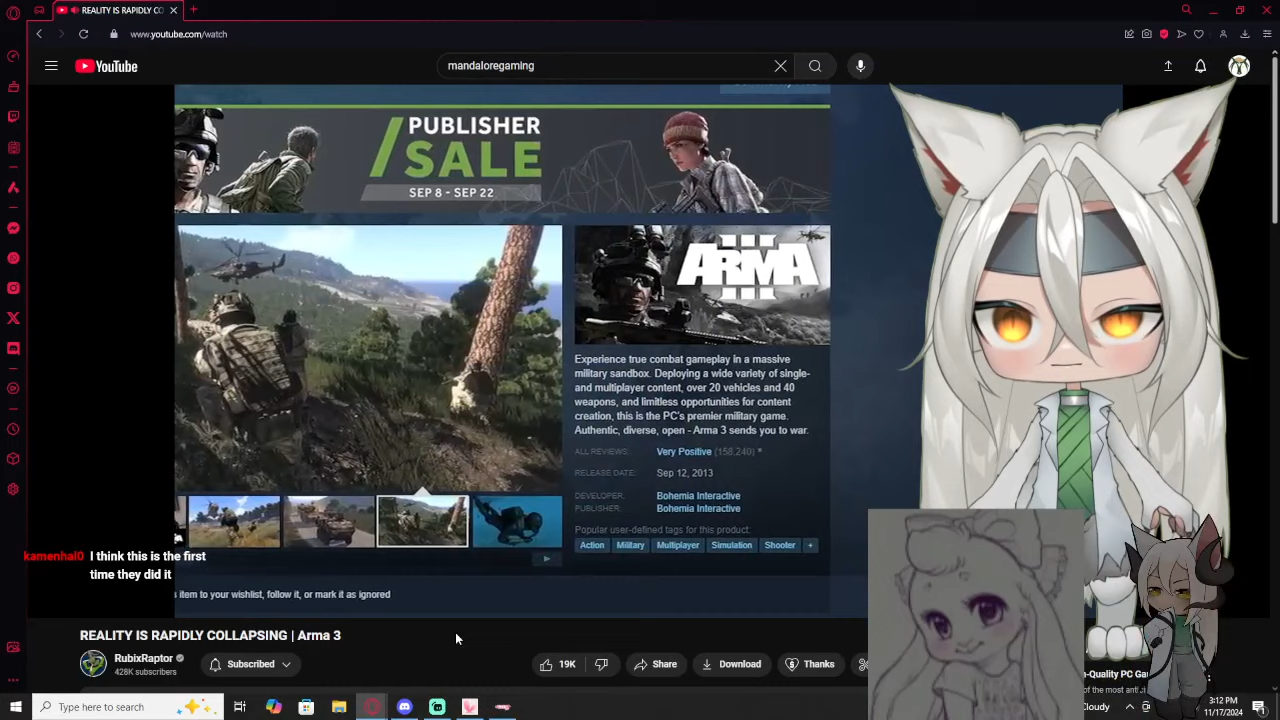 REALITY IS RAPIDLY CO
www.youtube.com/watch
YouTube
mandaloregaming
PUBLISHER
SALE
SEP 8 - SEP 22
ARMA
III
Experience true combat gameplay in a massive
military sandbox. Deploying a wide variety of single-
and multiplayer content, over 20 vehicles and 40
weapons, and limitless opportunities for content
creation, this is the PC's premier military game.
Authentic, diverse, open - Arma 3 sends you to war.
ALL REVIEWS: Very Positive (158,240) *
RELEASE DATE: Sep 12, 2013
DEVELOPER: Bohemia Interactive
PUBLISHER: Bohemia Interactive
Popular user-defined tags for this product:
Action Military Multiplayer Simulation Shooter +
kamenhal0 I think this is the first
time they did it
s item to your wishlist, follow it, or mark it as ignored
REALITY IS RAPIDLY COLLAPSING | Arma 3
RubixRaptor
428K subscribers
Subscribed
19K
Share
Download
Thanks
-Quality PC Gar
of the most anti
Type here to search
Cloudy
3:12 PM
11/17/2024